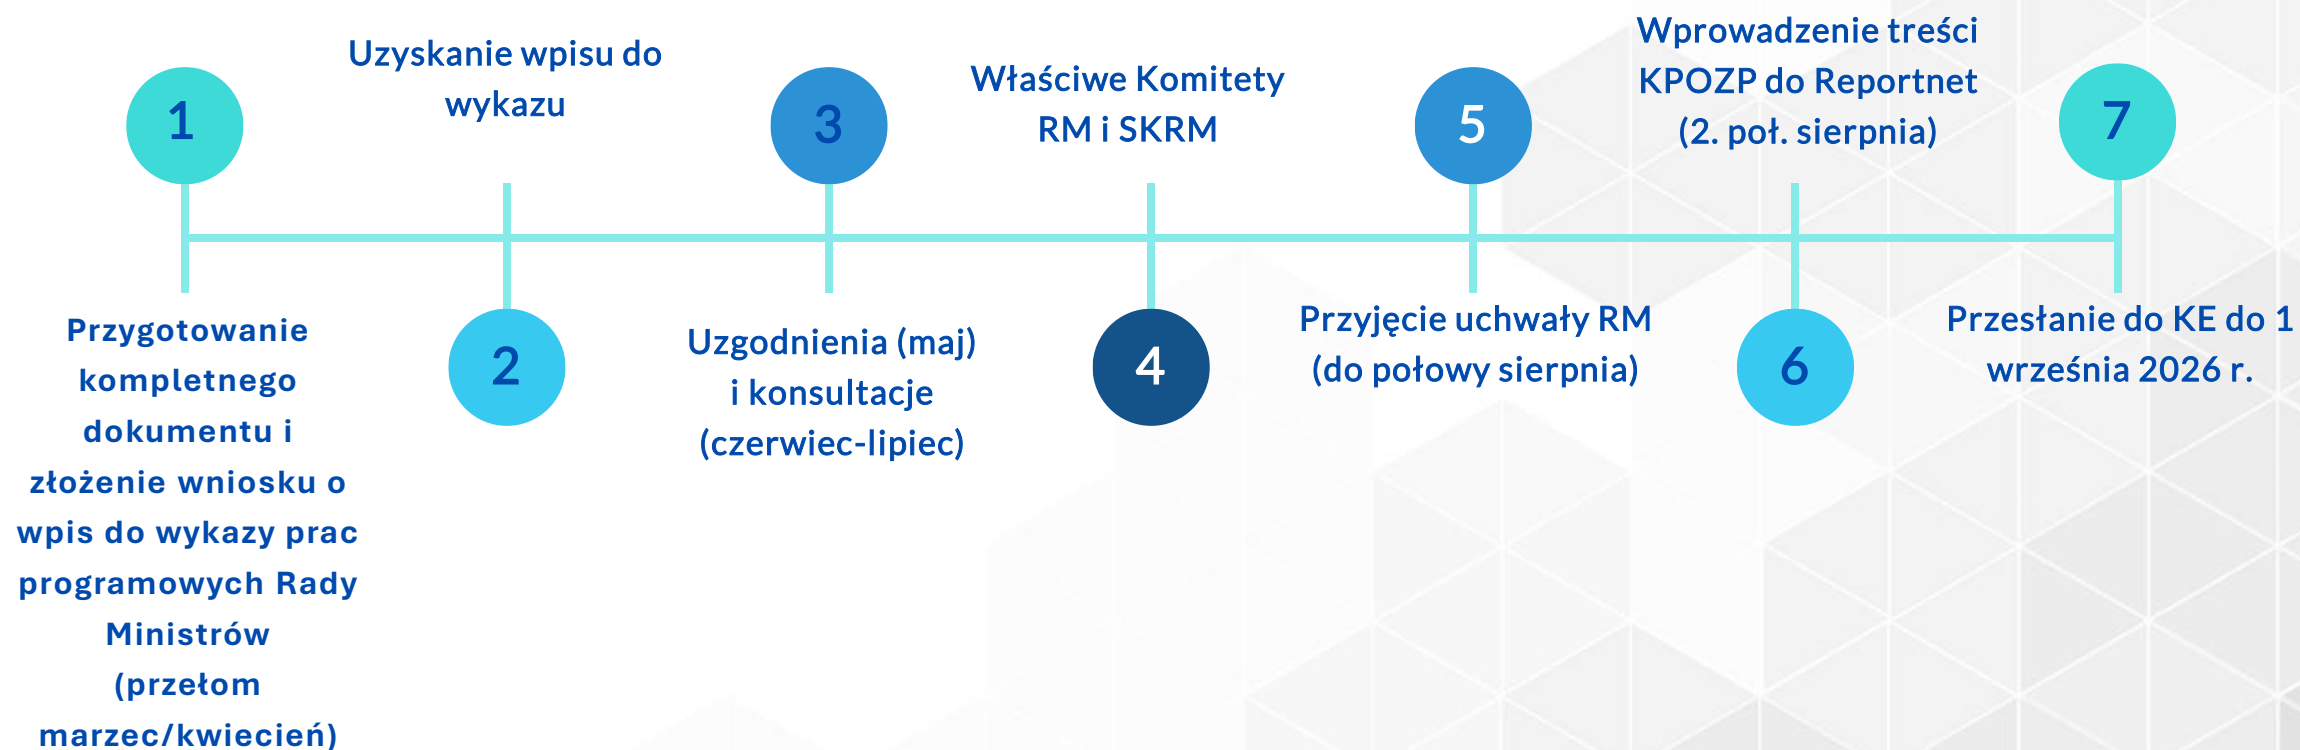 1
Przygotowanie
kompletnego
dokumentu i
złożenie wniosku o
wpis do wykazy prac
programowych Rady
Ministrów
(przełom
marzec/kwiecień)
Uzyskanie wpisu do
wykazu
2
3
Uzgodnienia (maj)
i konsultacje
(czerwiec-lipiec)
Właściwe Komitety
RM i SKRM
4
5
Przyjęcie uchwały RM
(do połowy sierpnia)
Wprowadzenie treści
KPOZP do Reportnet
(2. poł. sierpnia)
6
7
Przesłanie do KE do 1
września 2026 r.